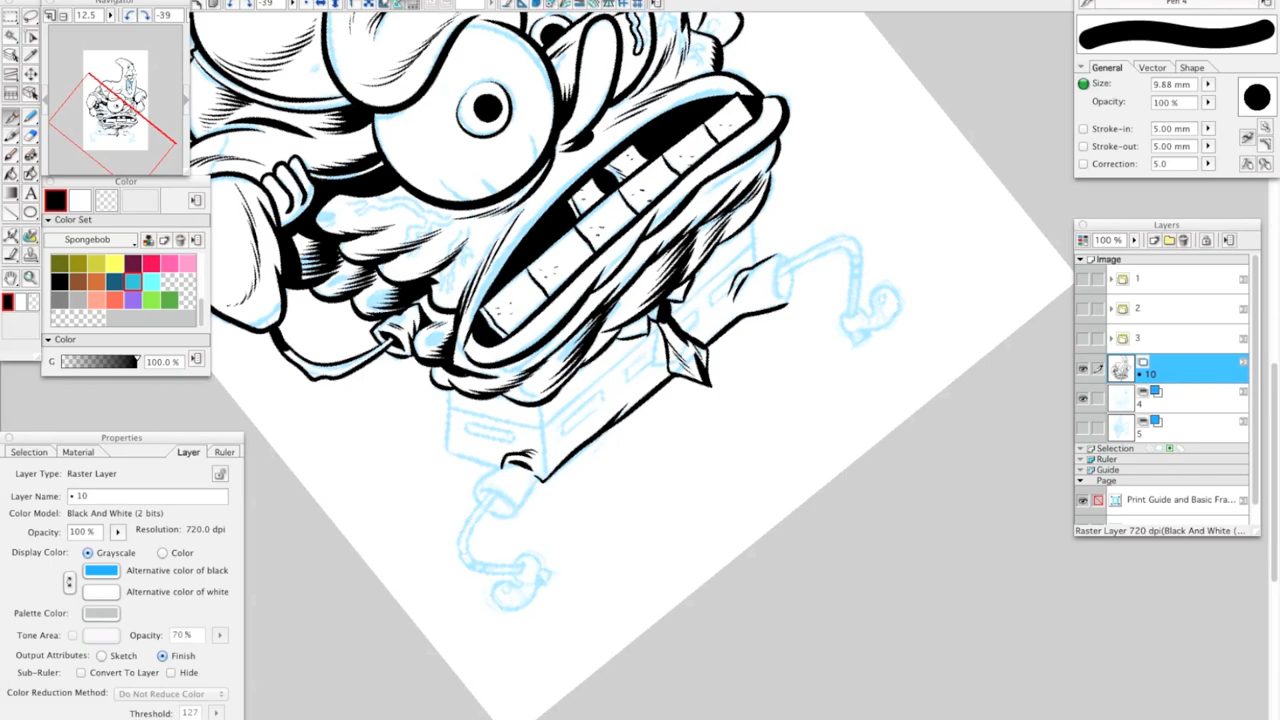 Navigator
12.5
-39
-39
Color
Color Set
Spongebob
Color
G
100.0 %
Properties
Selection
Material
Layer
Ruler
Layer Type:
Raster Layer
Layer Name:
• 10
Color Model:
Black And White (2 bits)
Opacity:
100 %
Resolution: 720.0 dpi
Display Color:
Grayscale
Color
Alternative color of black
Alternative color of white
Palette Color:
Tone Area:
Opacity:
70 %
Output Attributes:
Sketch
Finish
Sub-Ruler:
Convert To Layer
Hide
Color Reduction Method:
Do Not Reduce Color
Threshold:
127
Pen 4
General
Vector
Shape
Size:
9.88 mm
Opacity:
100 %
Stroke-in:
5.00 mm
Stroke-out:
5.00 mm
Correction:
5.0
Layers
100 %
Image
1
2
3
• 10
4
5
Selection
Ruler
Guide
Page
Print Guide and Basic Fra...
Raster Layer 720 dpi(Black And White (...